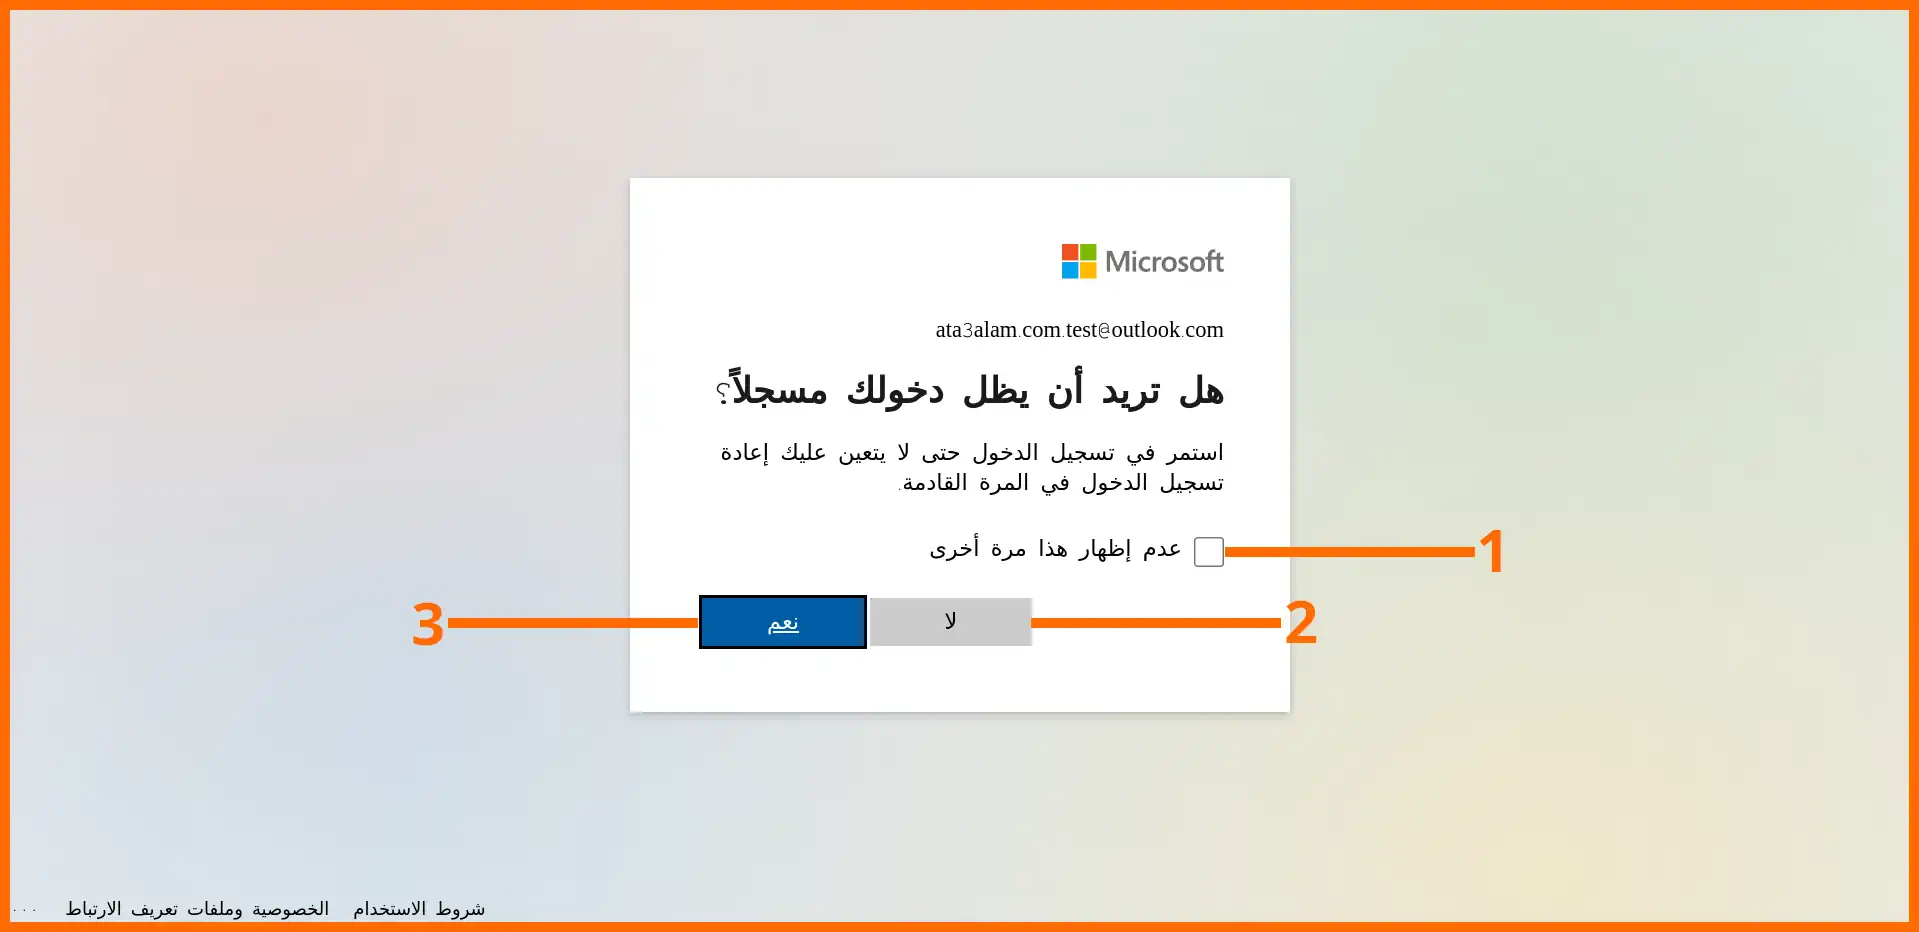 Microsoft
ata3alam.com.test@outlook.com
هل تريد أن يظل دخولك مسجلاً؟
استمر في تسجيل الدخول حتى لا يتعين عليك إعادة
تسجيل الدخول في المرة القادمة.
عدم إظهار هذا مرة أخرى
1
لا
2
نعم
3
شروط الاستخدام
الخصوصية وملفات تعريف الارتباط
...